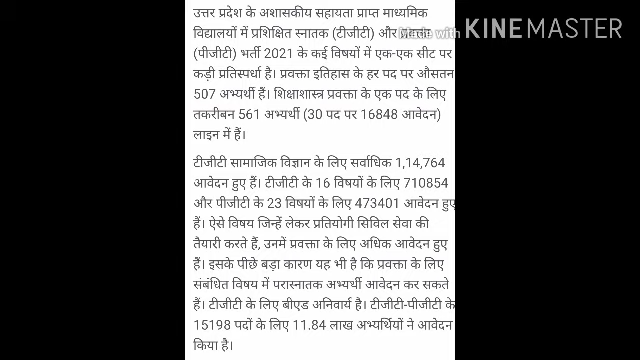 उत्तर प्रदेश के अशासकीय सहायता प्राप्त माध्यमिक
विद्यालयों में प्रशिक्षित स्नातक (टीजीटी) और प्रवक्ता
(पीजीटी) भर्ती 2021 के कई विषयों में एक-एक सीट पर
कड़ी प्रतिस्पर्धा है। प्रवक्ता इतिहास के हर पद पर औसतन
507 अभ्यर्थी हैं। शिक्षाशास्त्र प्रवक्ता के एक पद के लिए
तकरीबन 561 अभ्यर्थी (30 पद पर 16848 आवेदन)
लाइन में हैं।
टीजीटी सामाजिक विज्ञान के लिए सर्वाधिक 1,14,764
आवेदन हुए हैं। टीजीटी के 16 विषयों के लिए 710854
और पीजीटी के 23 विषयों के लिए 473401 आवेदन हुए
हैं। ऐसे विषय जिन्हें लेकर प्रतियोगी सिविल सेवा की
तैयारी करते हैं, उनमें प्रवक्ता के लिए अधिक आवेदन हुए
हैं। इसके पीछे बड़ा कारण यह भी है कि प्रवक्ता के लिए
संबंधित विषय में परास्नातक अभ्यर्थी आवेदन कर सकते
हैं। टीजीटी के लिए बीएड अनिवार्य है। टीजीटी-पीजीटी के
15198 पदों के लिए 11.84 लाख अभ्यर्थियों ने आवेदन
किया है।
Made with KINEMASTER